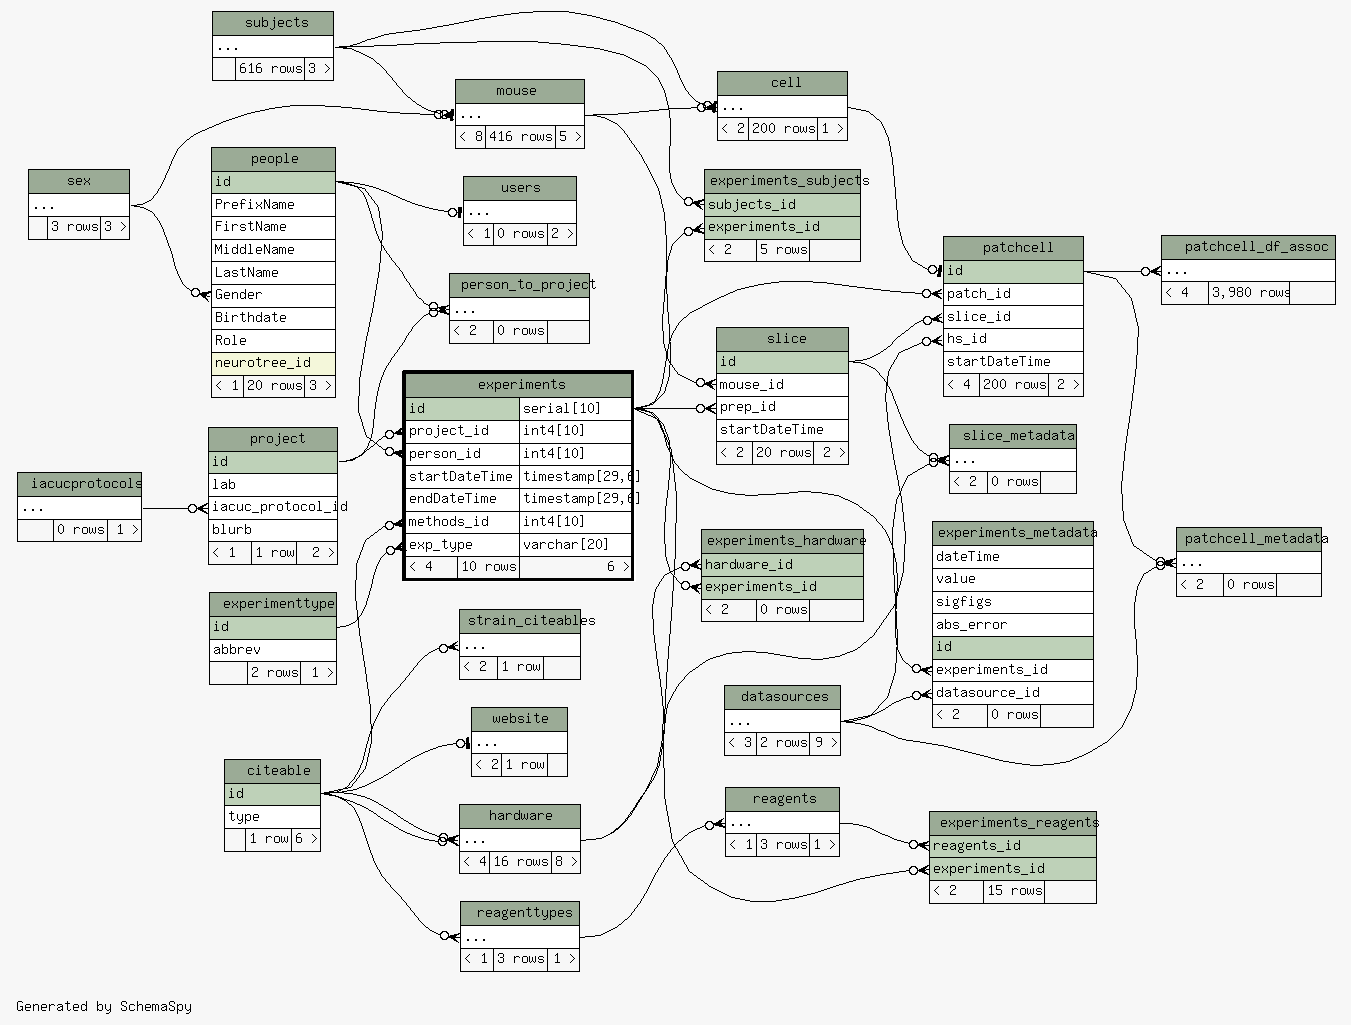 subjects
...
616 rows 3 >
mouse
...
< 8 416 rows 5 >
cell
...
< 2 200 rows 1 >
sex
...
3 rows 3 >
people
id
PrefixName
FirstName
MiddleName
LastName
Gender
Birthdate
Role
neurotree_id
< 1 20 rows 3 >
users
...
< 1 0 rows 2 >
experiments_subjects
subjects_id
experiments_id
< 2 5 rows
person_to_project
...
< 2 0 rows
patchcell
id
patch_id
slice_id
hs_id
startDateTime
< 4 200 rows 2 >
patchcell_df_assoc
...
< 4 3,980 rows
slice
id
mouse_id
prep_id
startDateTime
< 2 20 rows 2 >
experiments
id serial[10]
project_id int4[10]
person_id int4[10]
startDateTime timestamp[29,6]
endDateTime timestamp[29,6]
methods_id int4[10]
exp_type varchar[20]
< 4 10 rows 6 >
project
id
lab
iacuc_protocol_id
blurb
< 1 1 row 2 >
iacucprotocols
...
0 rows 1 >
slice_metadata
...
< 2 0 rows
experiments_hardware
hardware_id
experiments_id
< 2 0 rows
experiments_metadata
dateTime
value
sigfigs
abs_error
id
experiments_id
datasource_id
< 2 0 rows
patchcell_metadata
...
< 2 0 rows
experimenttype
id
abbrev
2 rows 1 >
strain_citeables
...
< 2 1 row
website
...
< 2 1 row
datasources
...
< 3 2 rows 9 >
citeable
id
type
1 row 6 >
hardware
...
< 4 16 rows 8 >
reagents
...
< 1 3 rows 1 >
experiments_reagents
reagents_id
experiments_id
< 2 15 rows
reagenttypes
...
< 1 3 rows 1 >
Generated by SchemaSpy